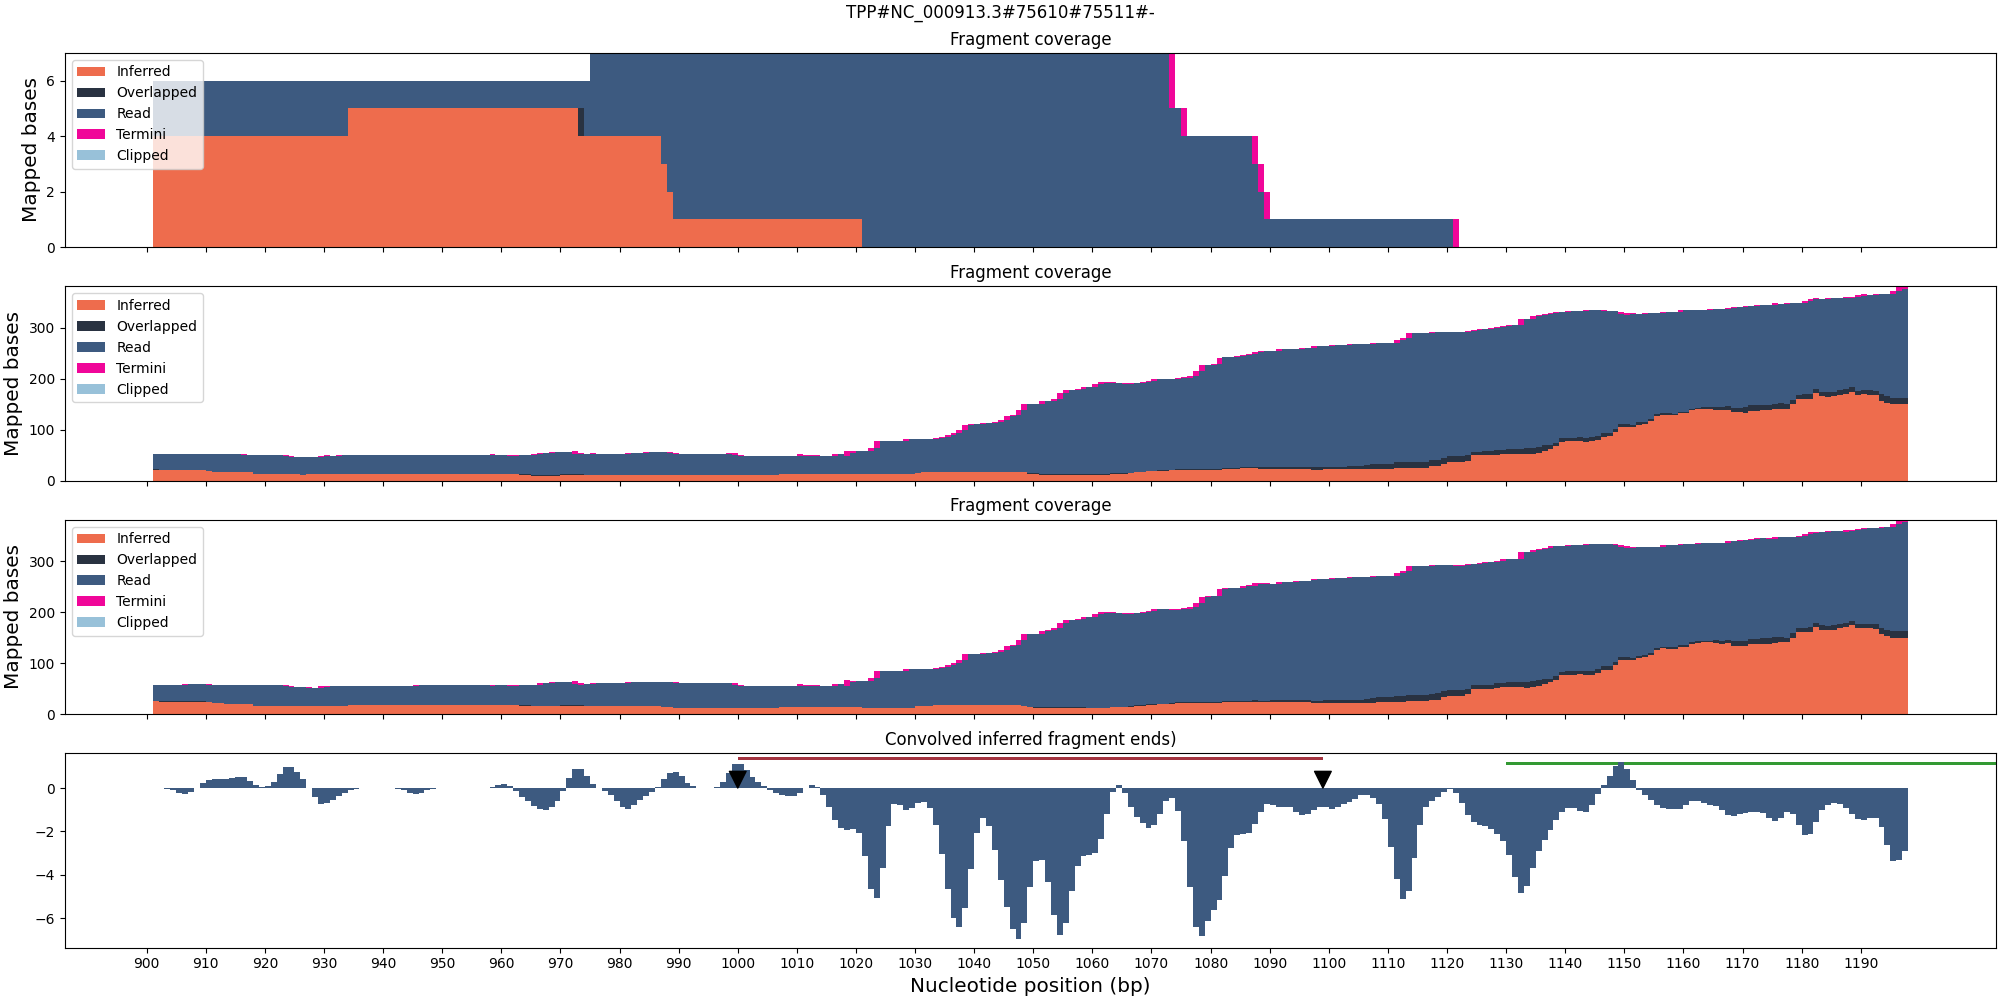 TPP#NC_000913.3#75610#75511#-
Fragment coverage
Mapped bases
6
4
2
0
Inferred
Overlapped
Read
Termini
Clipped
Fragment coverage
Mapped bases
300
200
100
0
Inferred
Overlapped
Read
Termini
Clipped
Fragment coverage
Mapped bases
300
200
100
0
Inferred
Overlapped
Read
Termini
Clipped
Convolved inferred fragment ends)
0
−2
−4
−6
900 910 920 930 940 950 960 970 980 990 1000 1010 1020 1030 1040 1050 1060 1070 1080 1090 1100 1110 1120 1130 1140 1150 1160 1170 1180 1190
Nucleotide position (bp)